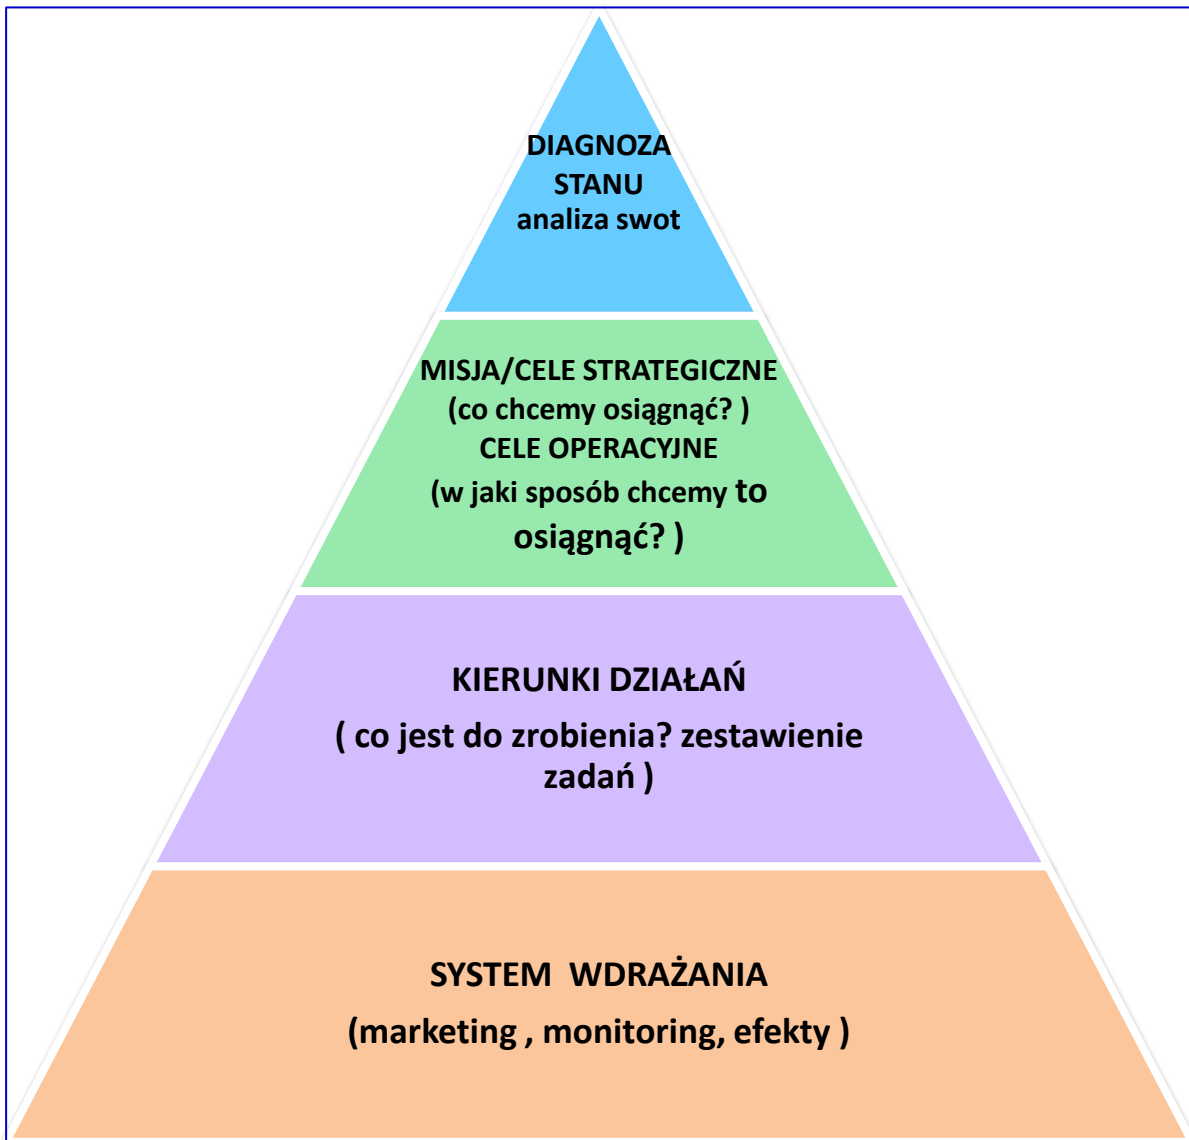 DIAGNOZA
STANU
analiza swot
MISJA/CELE STRATEGICZNE
(co chcemy osiągnąć? )
CELE OPERACYJNE
(w jaki sposób chcemy to
osiągnąć? )
KIERUNKI DZIAŁAŃ
( co jest do zrobienia? zestawienie
zadań )
SYSTEM  WDRAŻANIA
(marketing , monitoring, efekty )